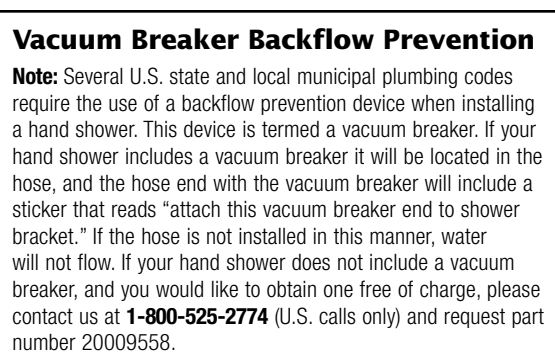 Vacuum Breaker Backflow Prevention
Note: Several U.S. state and local municipal plumbing codes
require the use of a backflow prevention device when installing
a hand shower. This device is termed a vacuum breaker. If your
hand shower includes a vacuum breaker it will be located in the
hose, and the hose end with the vacuum breaker will include a
sticker that reads “attach this vacuum breaker end to shower
bracket.” If the hose is not installed in this manner, water
will not flow. If your hand shower does not include a vacuum
breaker, and you would like to obtain one free of charge, please
contact us at 1-800-525-2774 (U.S. calls only) and request part
number 20009558.